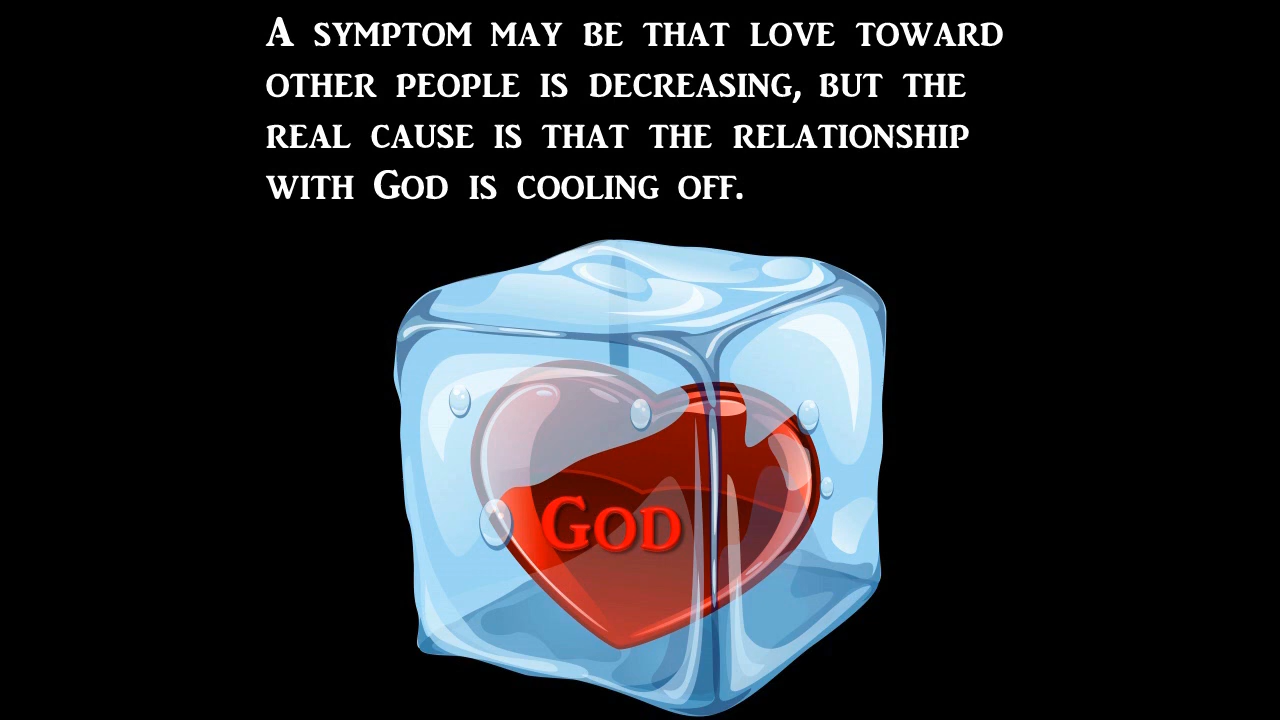 A symptom may be that love toward
other people is decreasing, but the
real cause is that the relationship
with God is cooling off.
God